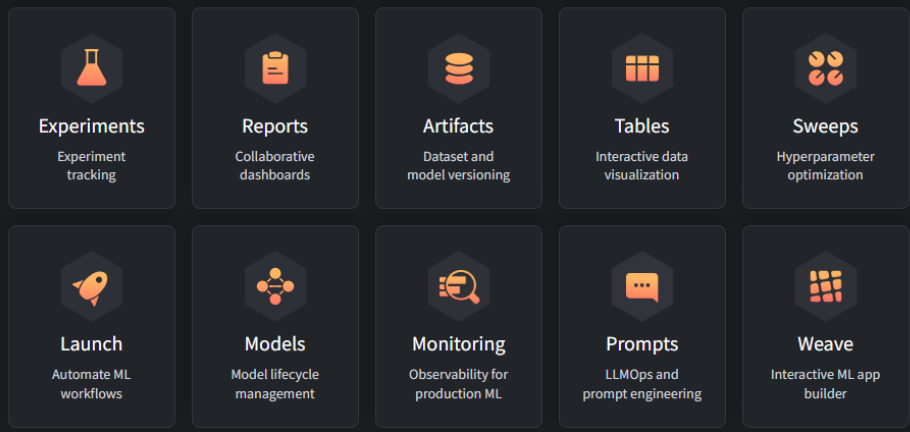 Experiments
Experiment
tracking
Reports
Collaborative
dashboards
Artifacts
Dataset and
model versioning
Tables
Interactive data
visualization
Sweeps
Hyperparameter
optimization
Launch
Automate ML
workflows
Models
Model lifecycle
management
Monitoring
Observability for
production ML
Prompts
LLMOps and
prompt engineering
Weave
Interactive ML app
builder